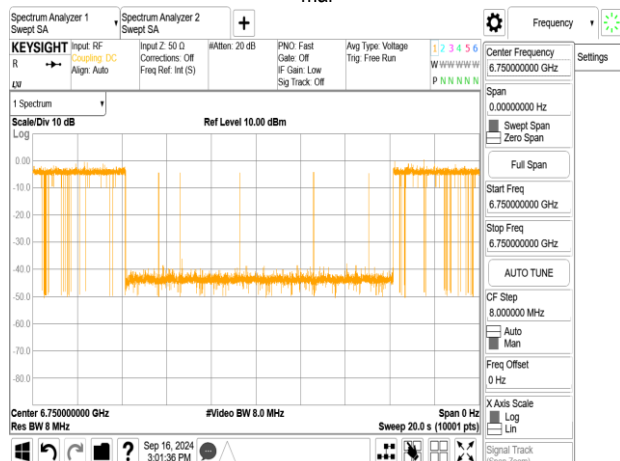 Spectrum Analyzer 1
Swept SA
Spectrum Analyzer 2
Swept SA
+
Frequency
KEYSIGHT
R
LXI
Input: RF
Coupling: DC
Align: Auto
Input Z: 50 Ω
Corrections: Off
Freq Ref: Int (S)
#Atten: 20 dB
PNO: Fast
Gate: Off
IF Gain: Low
Sig Track: Off
Avg Type: Voltage
Trig: Free Run
1 2 3 4 5 6
W W W W W W
P N N N N N
Center Frequency
6.750000000 GHz
Settings
Span
0.00000000 Hz
Swept Span
Zero Span
Full Span
Start Freq
6.750000000 GHz
Stop Freq
6.750000000 GHz
AUTO TUNE
CF Step
8.000000 MHz
Auto
Man
Freq Offset
0 Hz
X Axis Scale
Log
Lin
Signal Track
1 Spectrum
Scale/Div 10 dB
Ref Level 10.00 dBm
Log
0.00
-10.0
-20.0
-30.0
-40.0
-50.0
-60.0
-70.0
-80.0
Center 6.750000000 GHz
Res BW 8 MHz
#Video BW 8.0 MHz
Span 0 Hz
Sweep 20.0 s (10001 pts)
?
Sep 16, 2024
3:01:36 PM